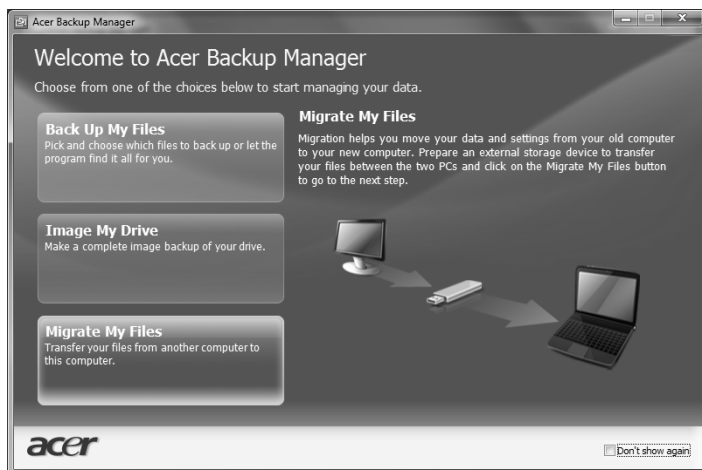 Acer Backup Manager
Welcome to Acer Backup Manager
Choose from one of the choices below to start managing your data.
Back Up My Files
Pick and choose which files to back up or let the
program find it all for you.
Image My Drive
Make a complete image backup of your drive.
Migrate My Files
Transfer your files from another computer to
this computer.
Migrate My Files
Migration helps you move your data and settings from your old computer
to your new computer. Prepare an external storage device to transfer
your files between the two PCs and click on the Migrate My Files button
to go to the next step.
acer
Don't show again